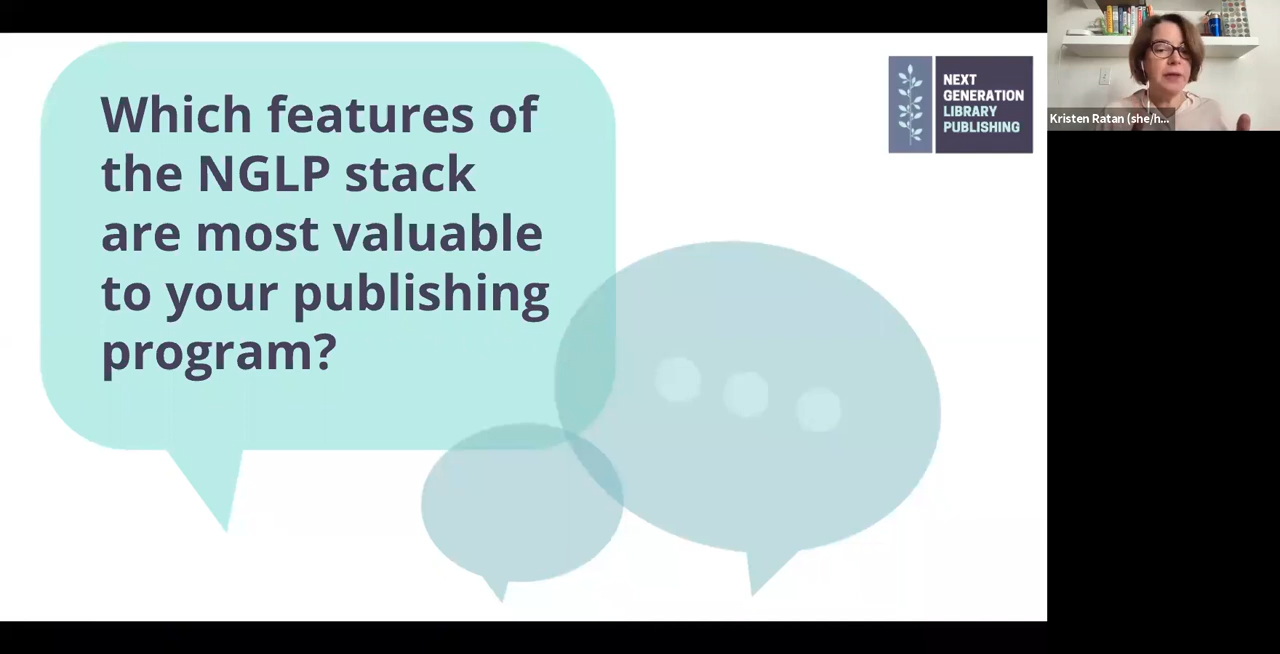 Which features of
the NGLP stack
are most valuable
to your publishing
program?
NEXT
GENERATION
LIBRARY
PUBLISHING
Kristen Ratan (she/h...